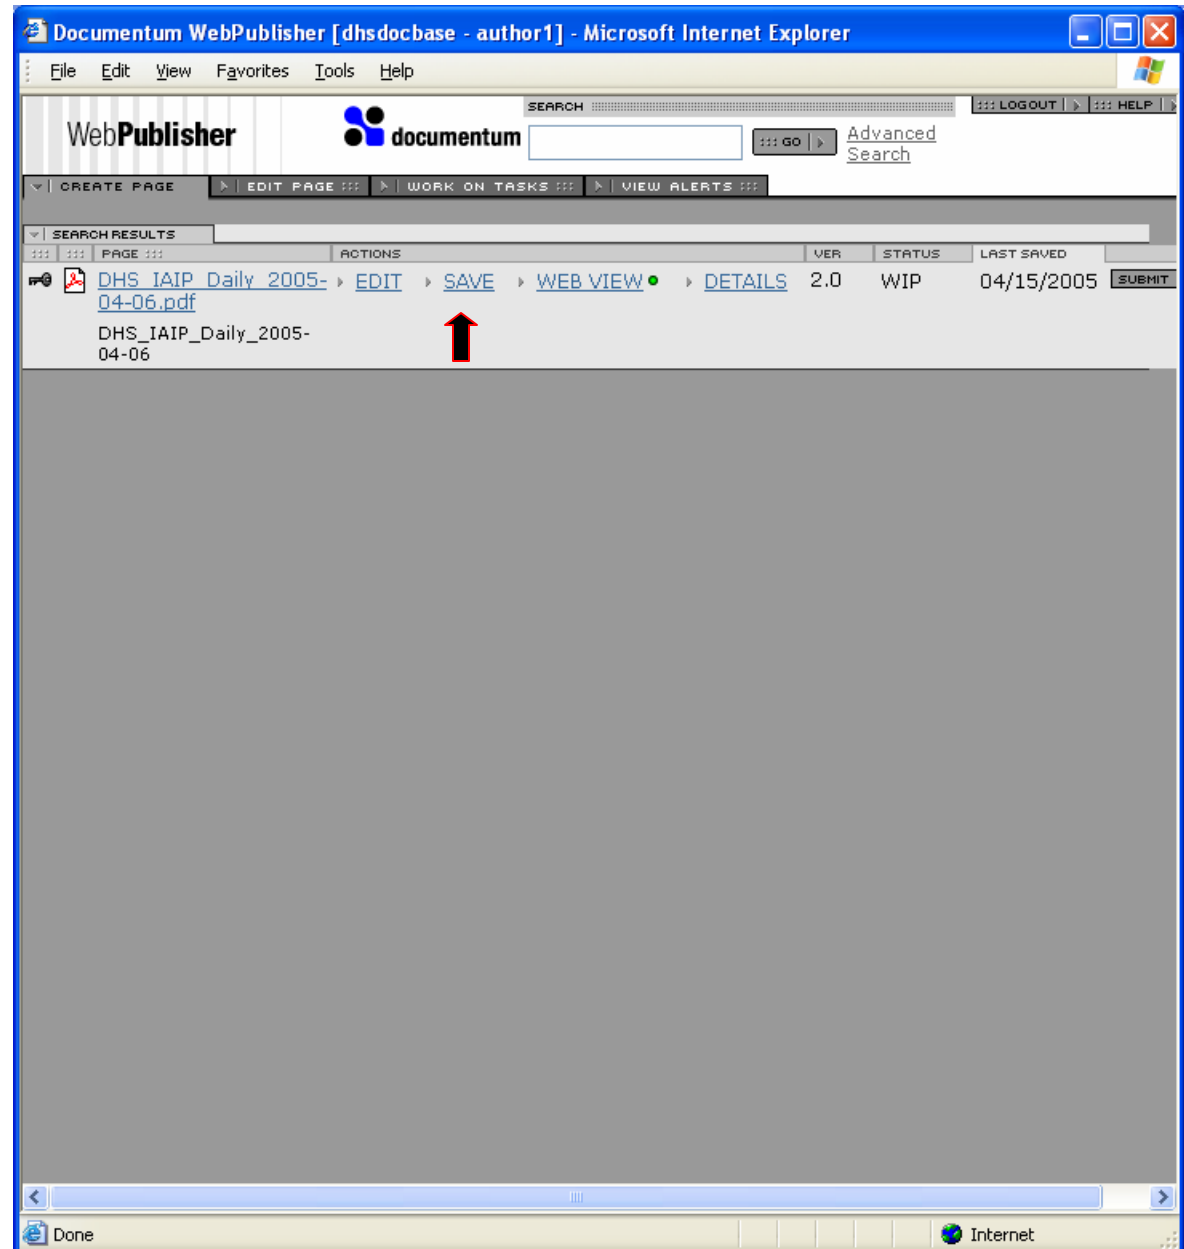 Documentum WebPublisher [dhsdocbase - author1] - Microsoft Internet Explorer
File Edit View Favorites Tools Help
SEARCH
LOGOUT HELP
WebPublisher documentum GO Advanced
Search
CREATE PAGE EDIT PAGE WORK ON TASKS VIEW ALERTS
SEARCH RESULTS
PAGE ACTIONS VER STATUS LAST SAVED
DHS_IAIP_Daily_2005- EDIT SAVE WEB VIEW DETAILS 2.0 WIP 04/15/2005 SUBMIT
04-06.pdf
DHS_IAIP_Daily_2005-
04-06
Done Internet